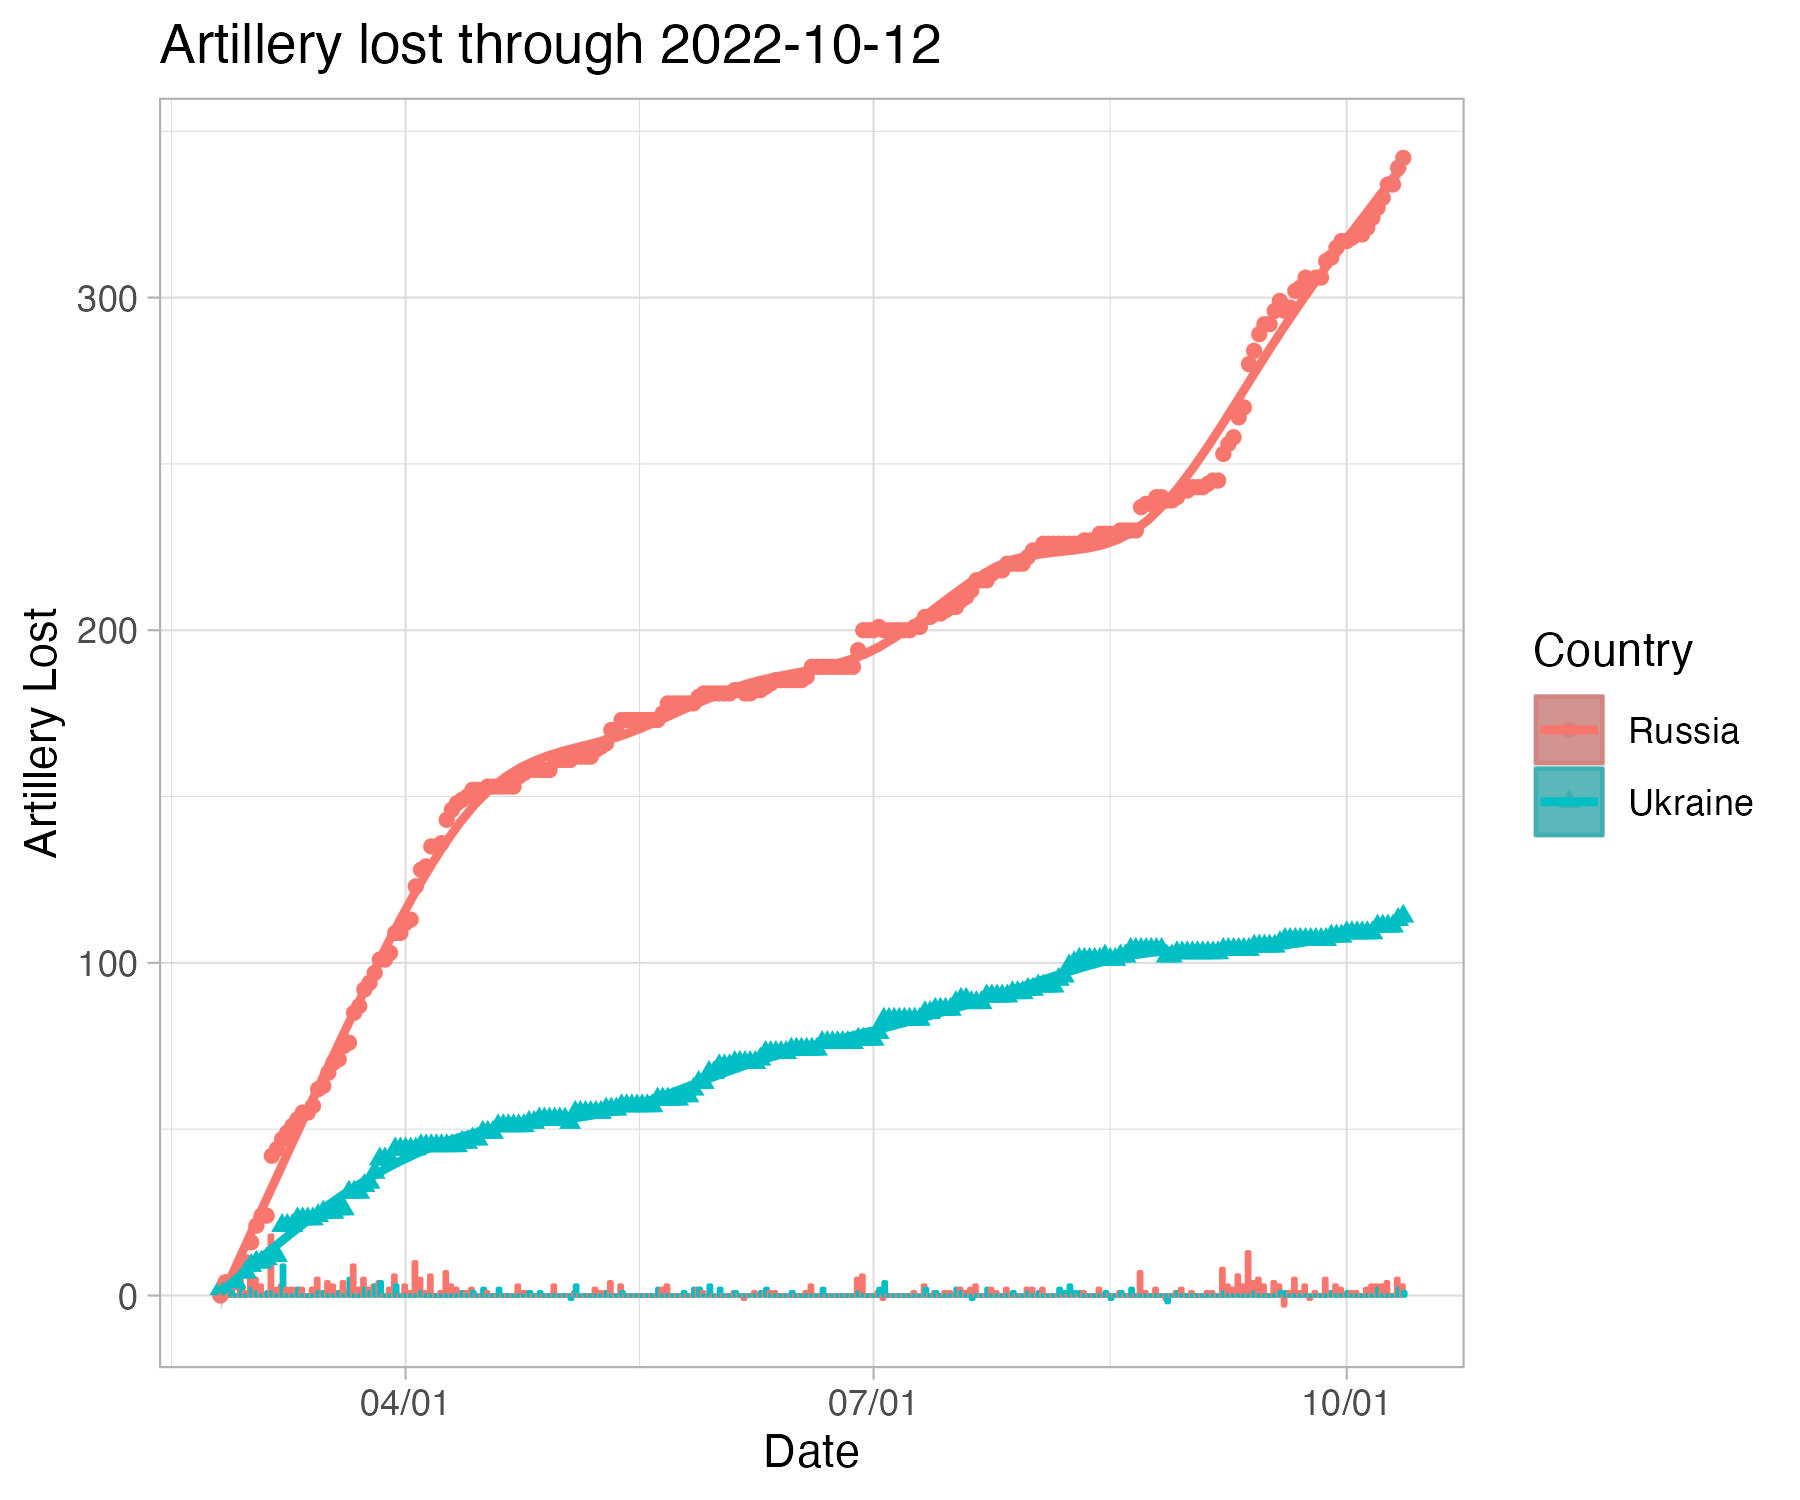 Artillery lost through 2022-10-12
Artillery Lost
300
200
100
0
04/01
07/01
10/01
Date
Country
Russia
Ukraine